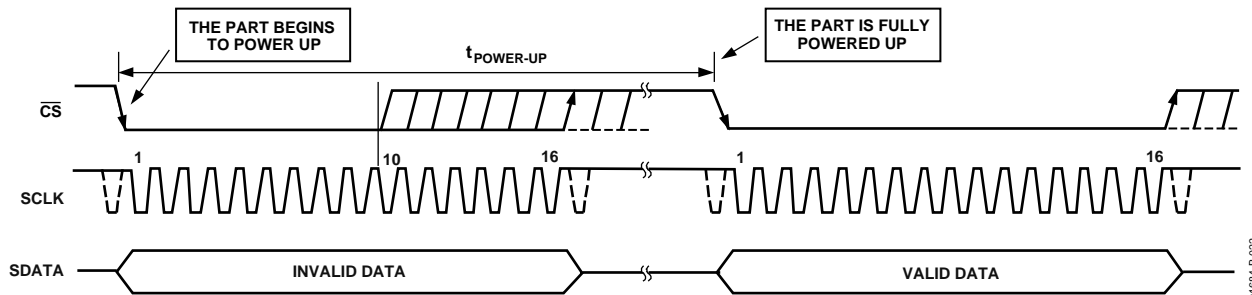 THE PART BEGINS
TO POWER UP
THE PART IS FULLY
POWERED UP
tPOWER-UP
CS
1
10
16
1
16
SCLK
SDATA
INVALID DATA
VALID DATA